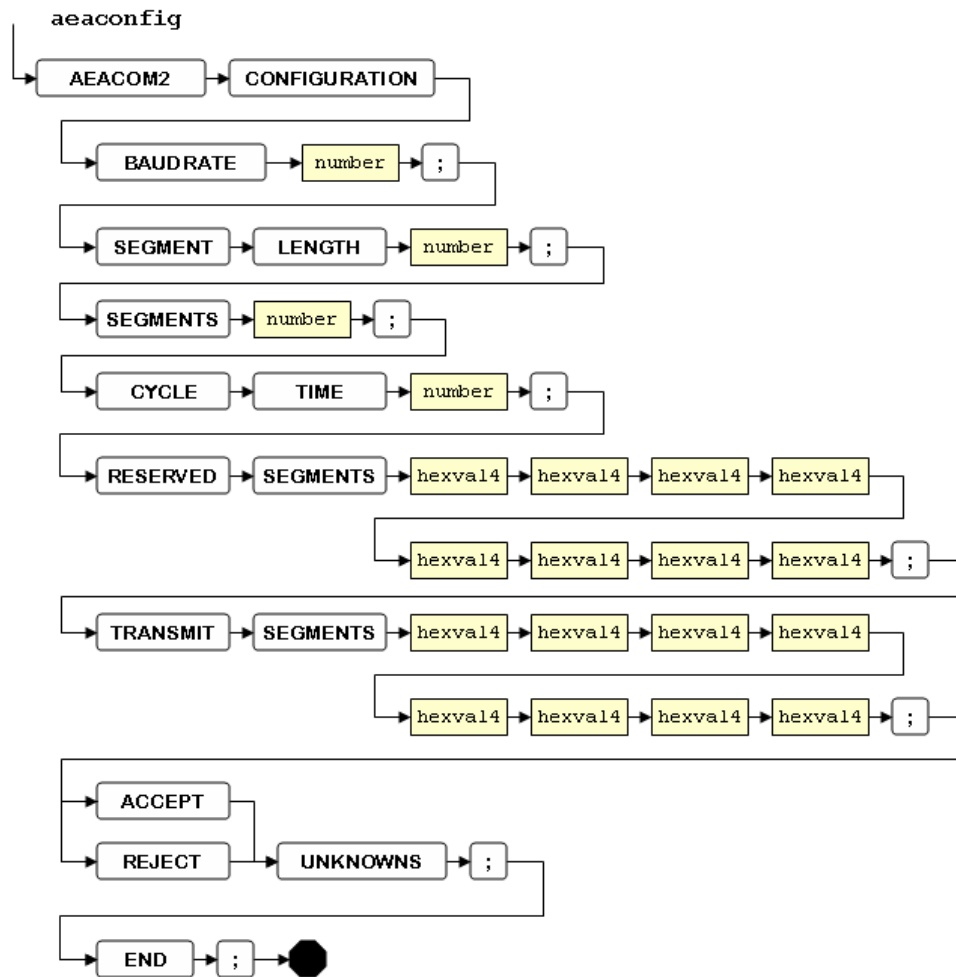 aeaconfig
AEACOM2 CONFIGURATION
BAUDRATE number ;
SEGMENT LENGTH number ;
SEGMENTS number ;
CYCLE TIME number ;
RESERVED SEGMENTS hexval4 hexval4 hexval4 hexval4
hexval4 hexval4 hexval4 hexval4 ;
TRANSMIT SEGMENTS hexval4 hexval4 hexval4 hexval4
hexval4 hexval4 hexval4 hexval4 ;
ACCEPT
REJECT UNKNOWNS ;
END ;